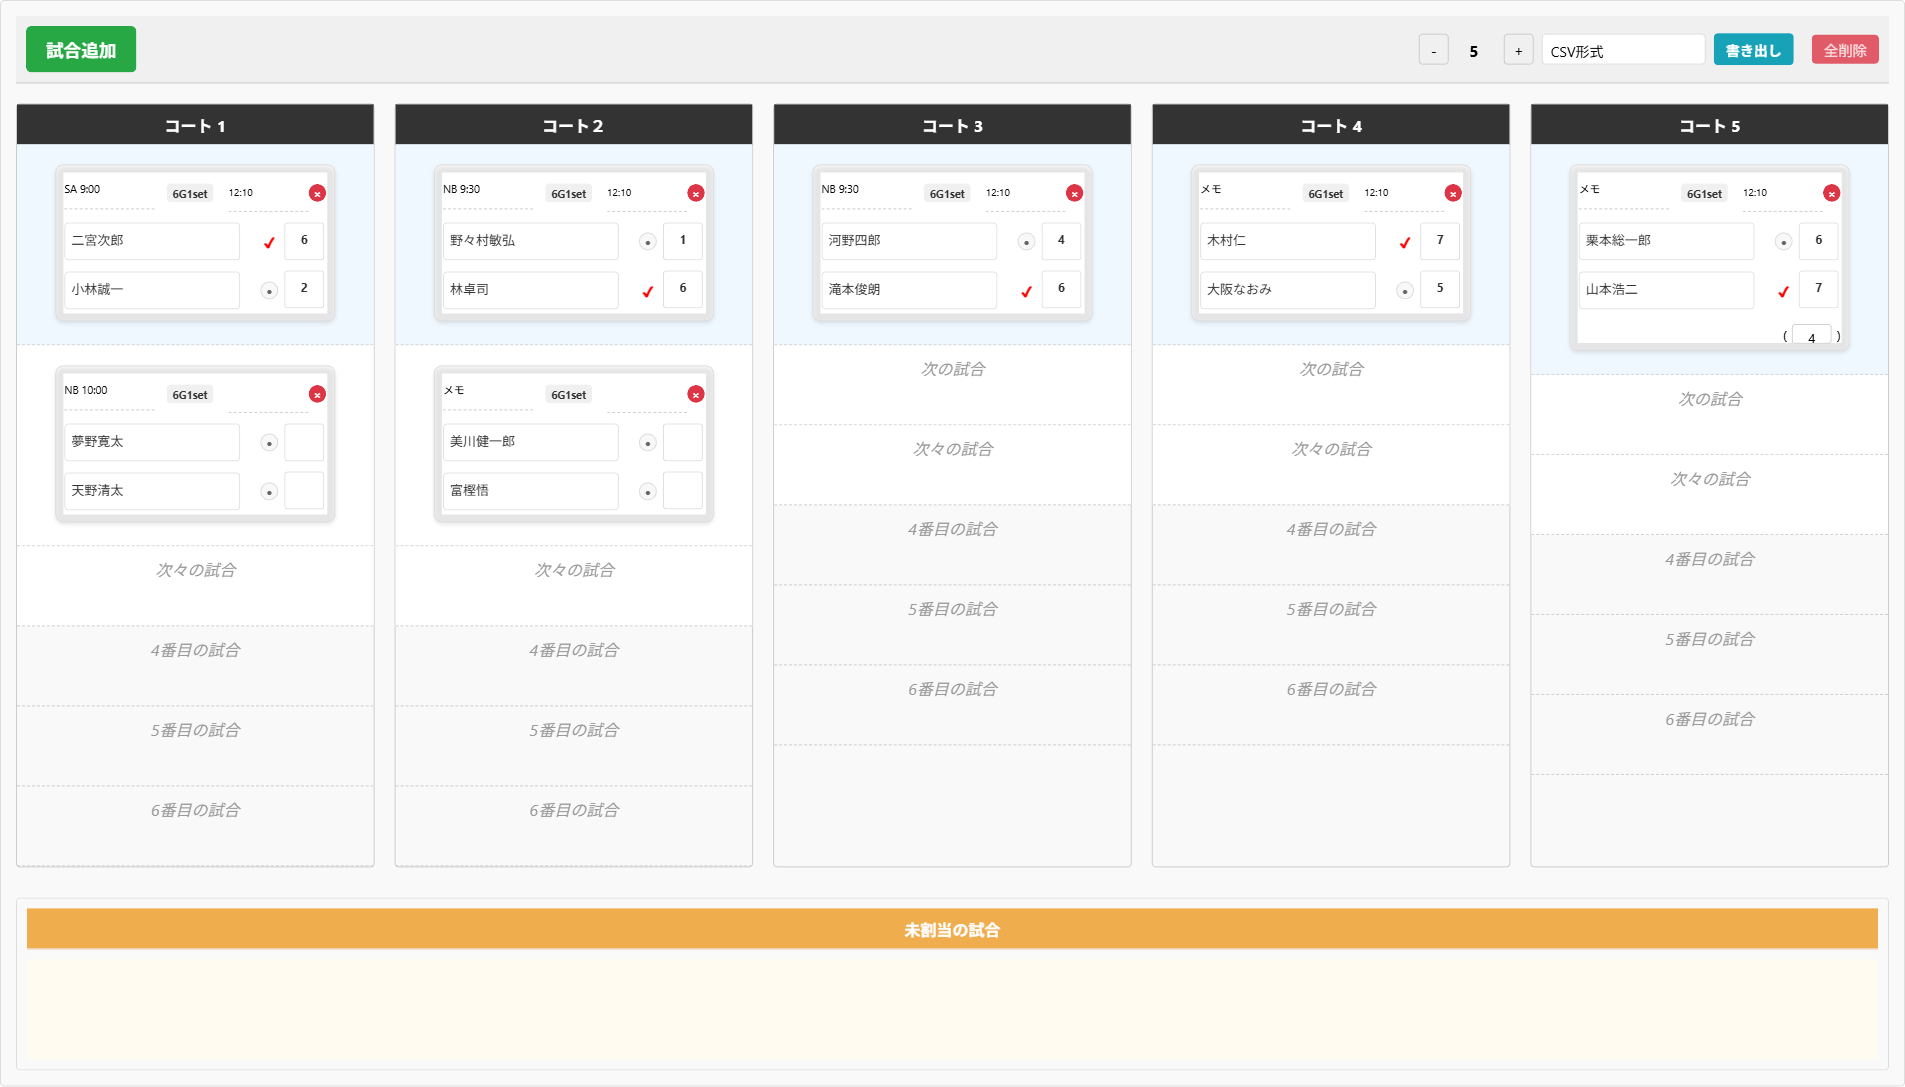 試合追加
- 5 + CSV形式 書き出し 全削除
コート 1
SA 9:00 6G1set 12:10 ×
二宮次郎 ✓ 6
小林誠一 • 2
NB 10:00 6G1set ×
夢野寛太 •
天野清太 •
次々の試合
4番目の試合
5番目の試合
6番目の試合
コート 2
NB 9:30 6G1set 12:10 ×
野々村敏弘 • 1
林卓司 ✓ 6
メモ 6G1set ×
美川健一郎 •
富樫悟 •
次々の試合
4番目の試合
5番目の試合
6番目の試合
コート 3
NB 9:30 6G1set 12:10 ×
河野四郎 • 4
滝本俊朗 ✓ 6
次の試合
次々の試合
4番目の試合
5番目の試合
6番目の試合
コート 4
メモ 6G1set 12:10 ×
木村仁 ✓ 7
大阪なおみ • 5
次の試合
次々の試合
4番目の試合
5番目の試合
6番目の試合
コート 5
メモ 6G1set 12:10 ×
栗本総一郎 • 6
山本浩二 ✓ 7
( 4 )
次の試合
次々の試合
4番目の試合
5番目の試合
6番目の試合
未割当の試合